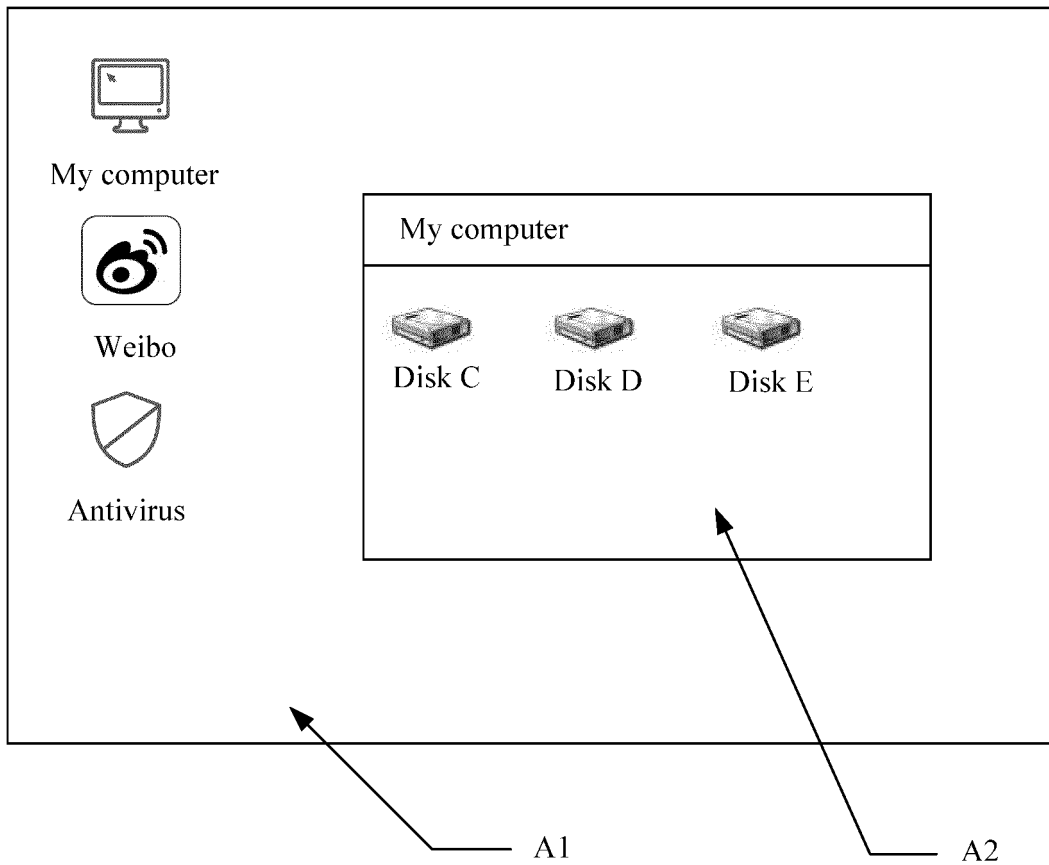 My computer
Weibo
Antivirus
My computer
Disk C
Disk D
Disk E
A1
A2